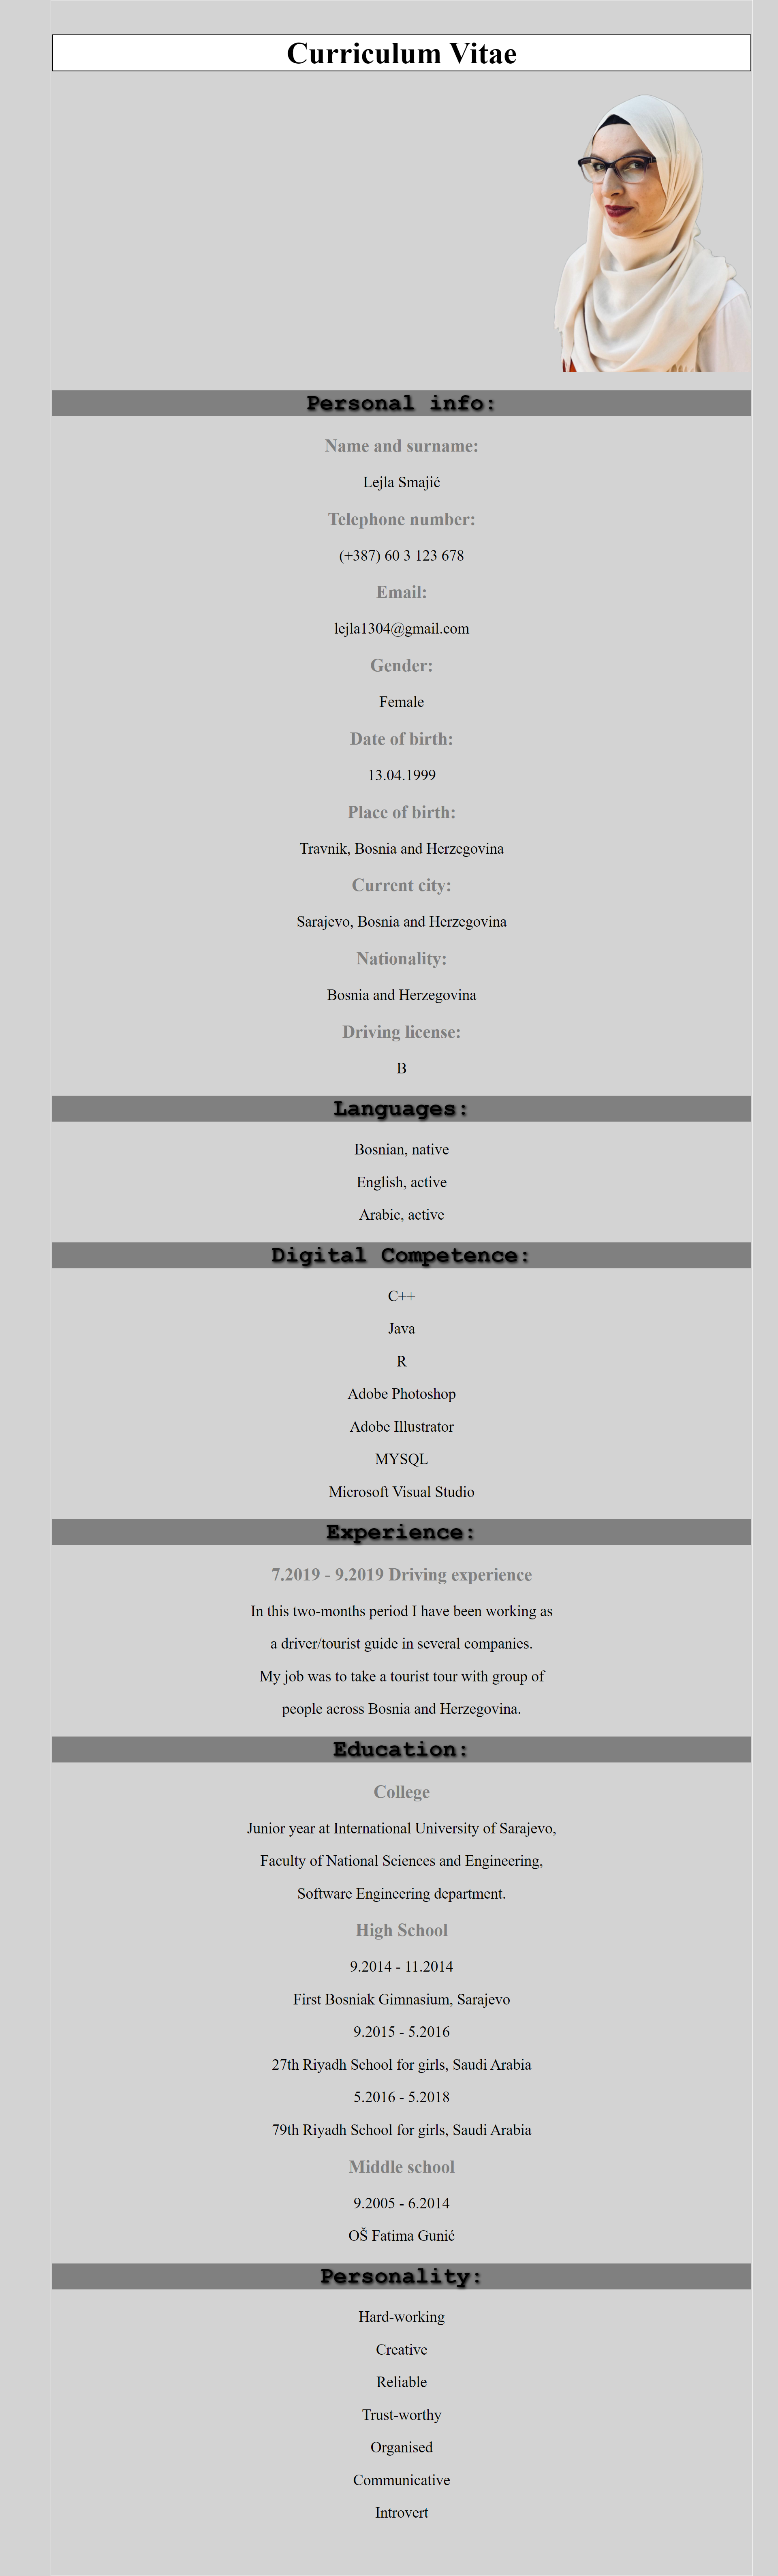 Curriculum Vitae
Personal info:
Name and surname:
Lejla Smajić
Telephone number:
(+387) 60 3 123 678
Email:
lejla1304@gmail.com
Gender:
Female
Date of birth:
13.04.1999
Place of birth:
Travnik, Bosnia and Herzegovina
Current city:
Sarajevo, Bosnia and Herzegovina
Nationality:
Bosnia and Herzegovina
Driving license:
B
Languages:
Bosnian, native
English, active
Arabic, active
Digital Competence:
C++
Java
R
Adobe Photoshop
Adobe Illustrator
MYSQL
Microsoft Visual Studio
Experience:
7.2019 - 9.2019 Driving experience
In this two-months period I have been working as
a driver/tourist guide in several companies.
My job was to take a tourist tour with group of
people across Bosnia and Herzegovina.
Education:
College
Junior year at International University of Sarajevo,
Faculty of National Sciences and Engineering,
Software Engineering department.
High School
9.2014 - 11.2014
First Bosniak Gimnasium, Sarajevo
9.2015 - 5.2016
27th Riyadh School for girls, Saudi Arabia
5.2016 - 5.2018
79th Riyadh School for girls, Saudi Arabia
Middle school
9.2005 - 6.2014
OŠ Fatima Gunić
Personality:
Hard-working
Creative
Reliable
Trust-worthy
Organised
Communicative
Introvert